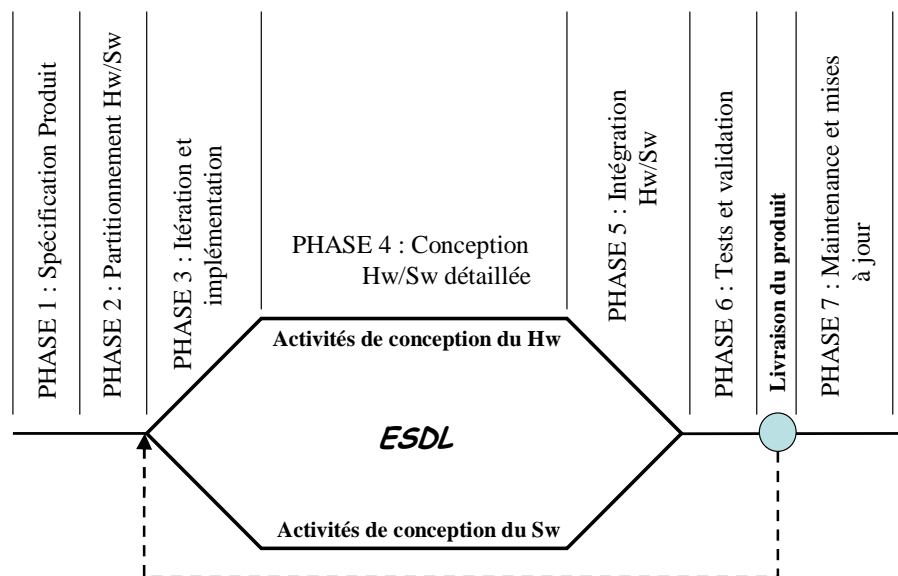 PHASE 1 : Spécification Produit
PHASE 2 : Partitionnement Hw/Sw
PHASE 3 : Itération et
implémentation
PHASE 4 : Conception
Hw/Sw détaillée
PHASE 5 : Intégration
Hw/Sw
PHASE 6 : Tests et validation
Livraison du produit
PHASE 7 : Maintenance et mises
à jour
Activités de conception du Hw
ESDL
Activités de conception du Sw